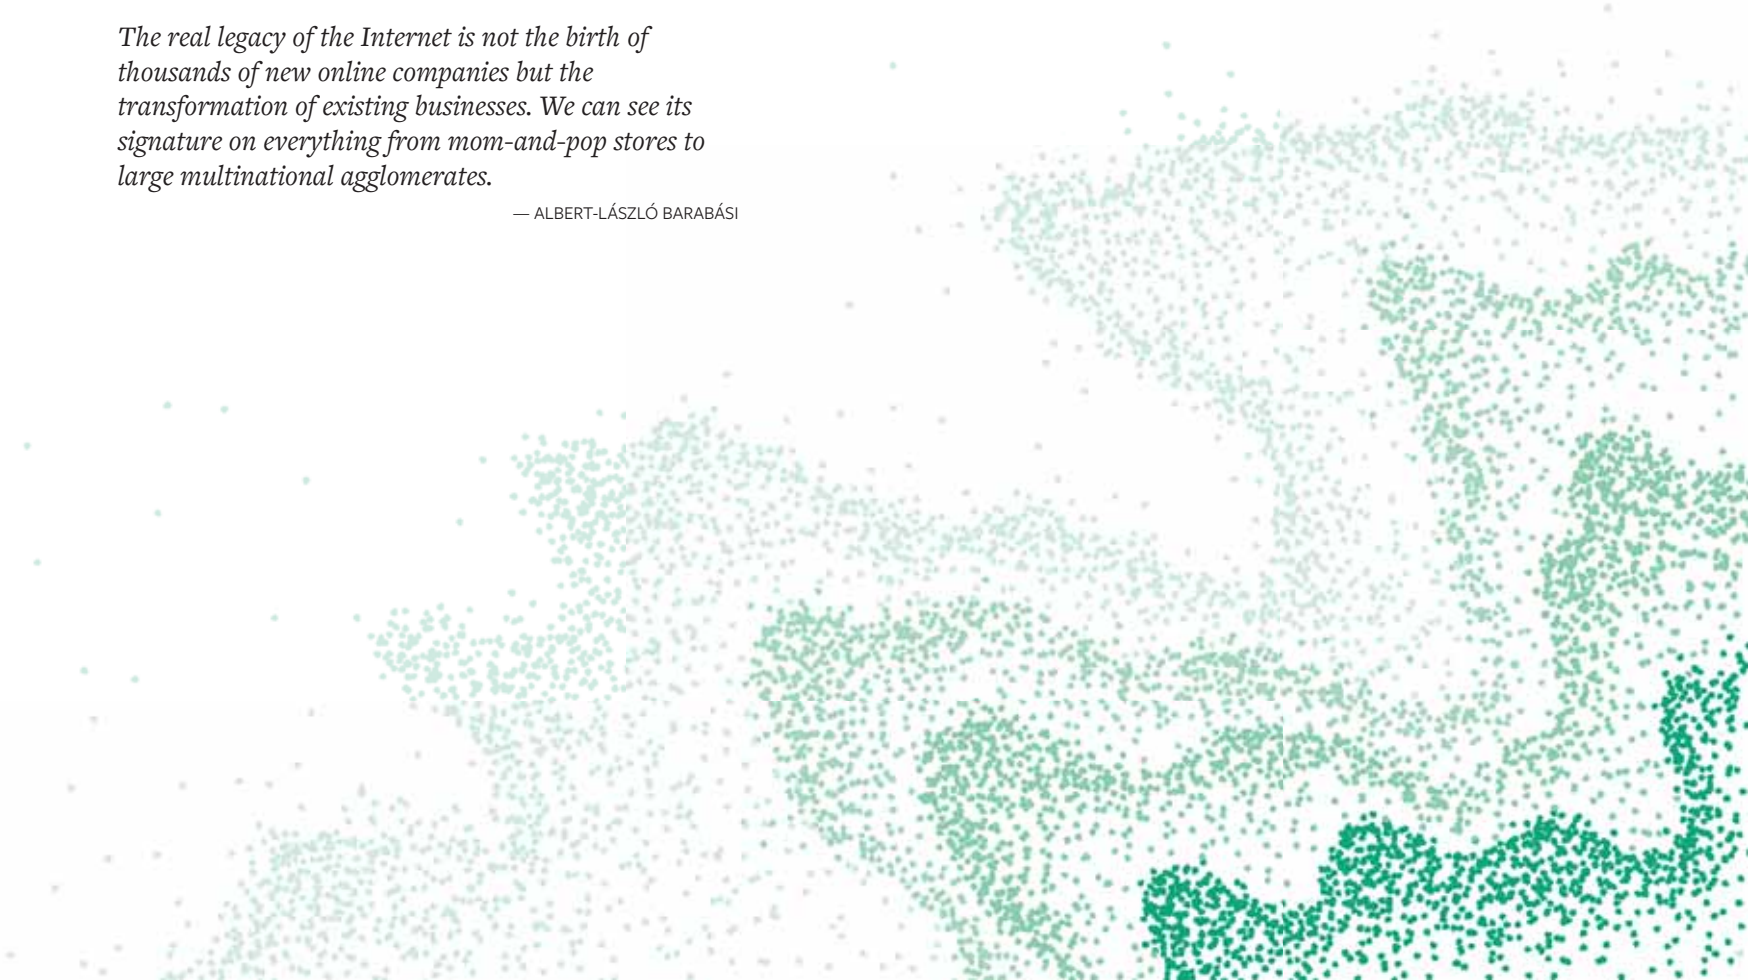 The real legacy of the Internet is not the birth of
thousands of new online companies but the
transformation of existing businesses. We can see its
signature on everything from mom-and-pop stores to
large multinational agglomerates.
— ALBERT-LÁSZLÓ BARABÁSI